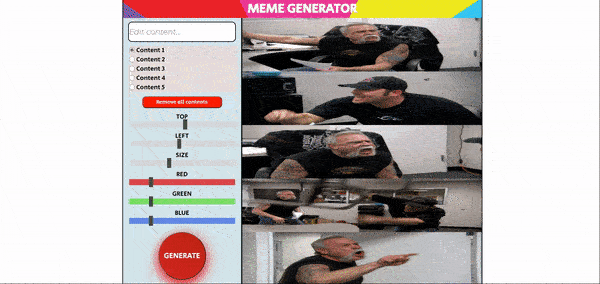 MEME GENERATOR
Edit content...
Content 1
Content 2
Content 3
Content 4
Content 5
Remove all contents
TOP
LEFT
SIZE
RED
GREEN
BLUE
GENERATE